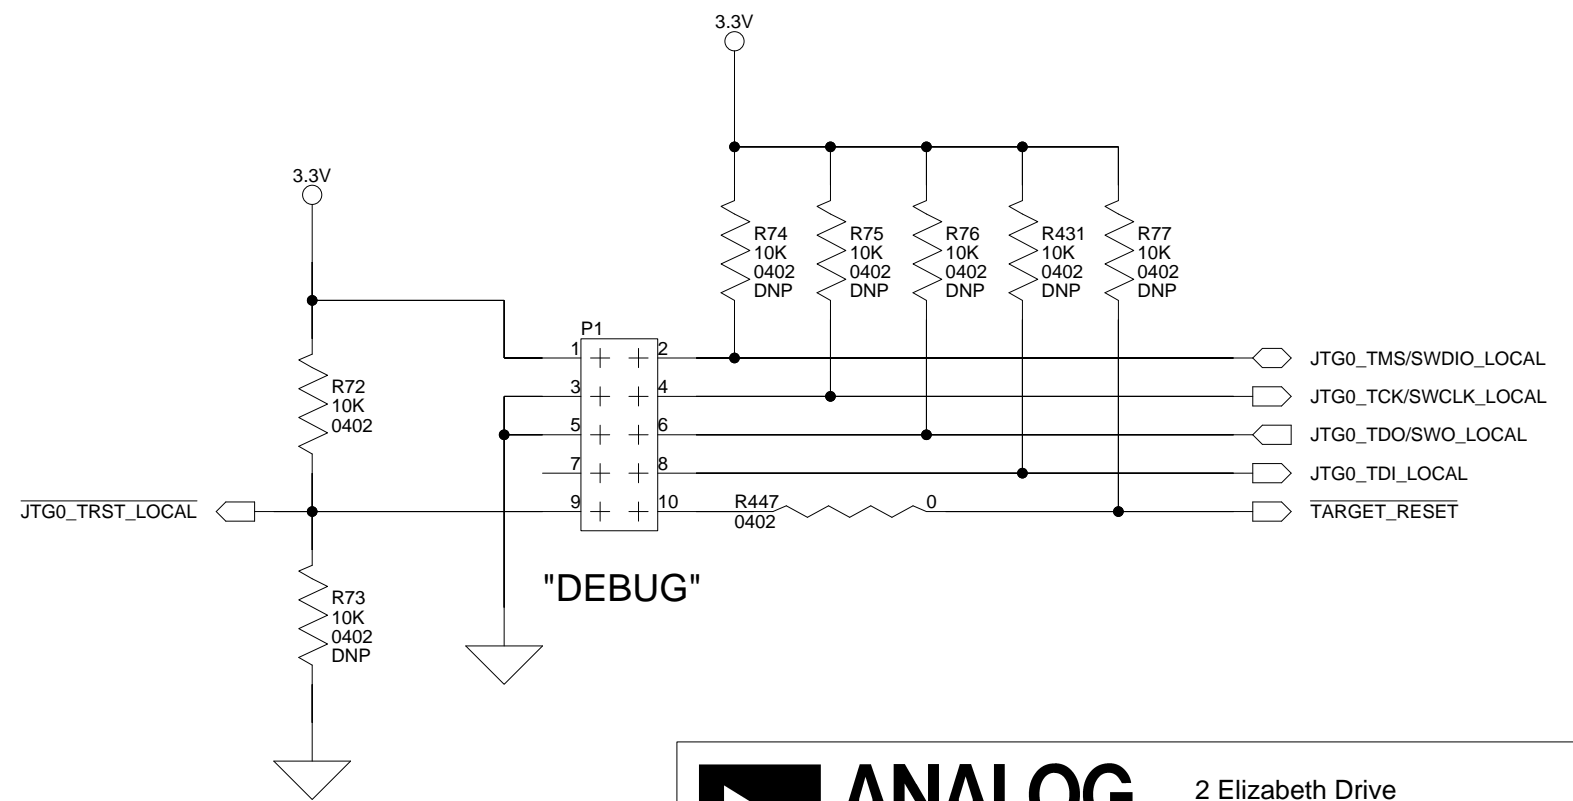 3.3V
3.3V
R74
10K
0402
DNP
R75
10K
0402
DNP
R76
10K
0402
DNP
R431
10K
0402
DNP
R77
10K
0402
DNP
P1
1
2
3
4
5
6
7
8
9
10
R72
10K
0402
JTG0_TMS/SWDIO_LOCAL
JTG0_TCK/SWCLK_LOCAL
JTG0_TDO/SWO_LOCAL
JTG0_TDI_LOCAL
JTG0_TRST_LOCAL
R447
0402
0
TARGET_RESET
"DEBUG"
R73
10K
0402
DNP
ANALOG
2 Elizabeth Drive